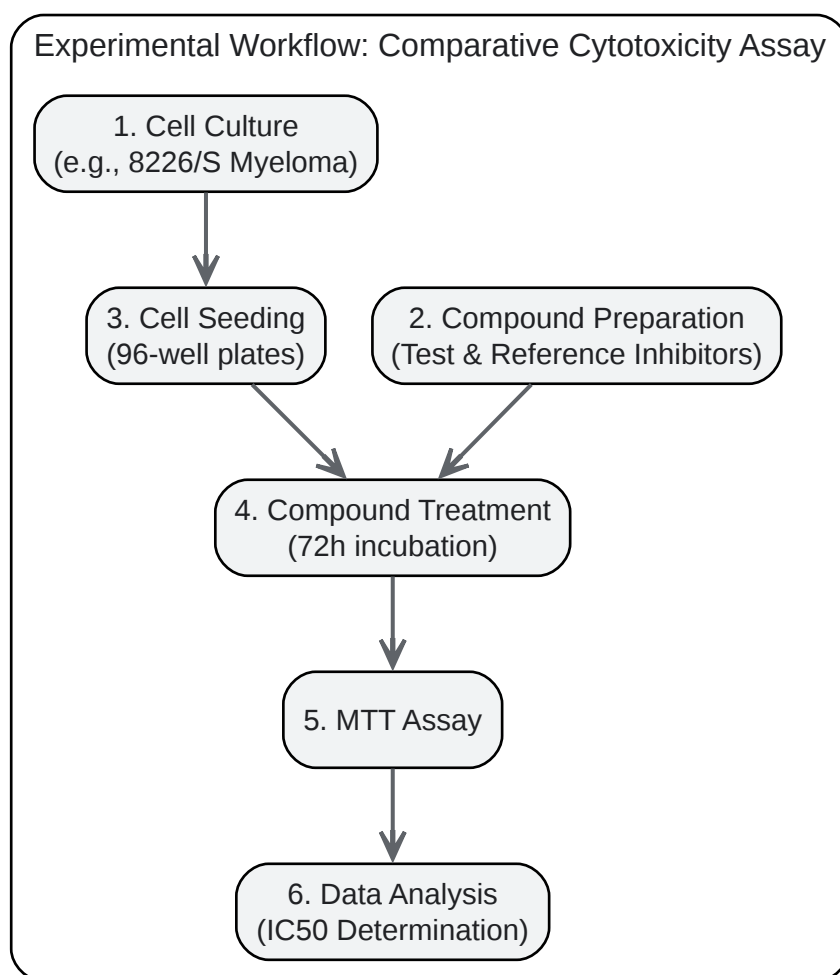 Experimental Workflow: Comparative Cytotoxicity Assay
1. Cell Culture
(e.g., 8226/S Myeloma)
3. Cell Seeding
(96-well plates)
2. Compound Preparation
(Test & Reference Inhibitors)
4. Compound Treatment
(72h incubation)
5. MTT Assay
6. Data Analysis
(IC50 Determination)